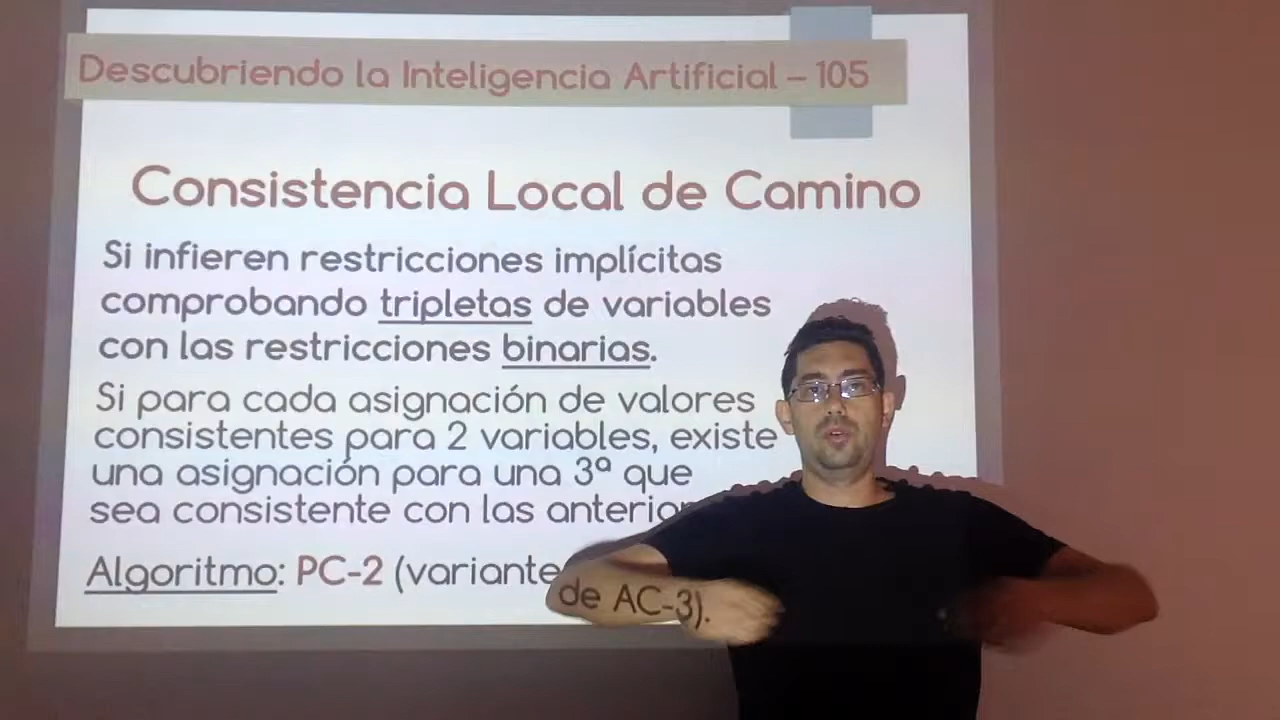 Descubriendo la Inteligencia Artificial – 105
Consistencia Local de Camino
Si infieren restricciones implícitas
comprobando tripletas de variables
con las restricciones binarias.
Si para cada asignación de valores
consistentes para 2 variables, existe
una asignación para una 3ª que
sea consistente con las
Algoritmo: PC-2 (variante de AC-3).